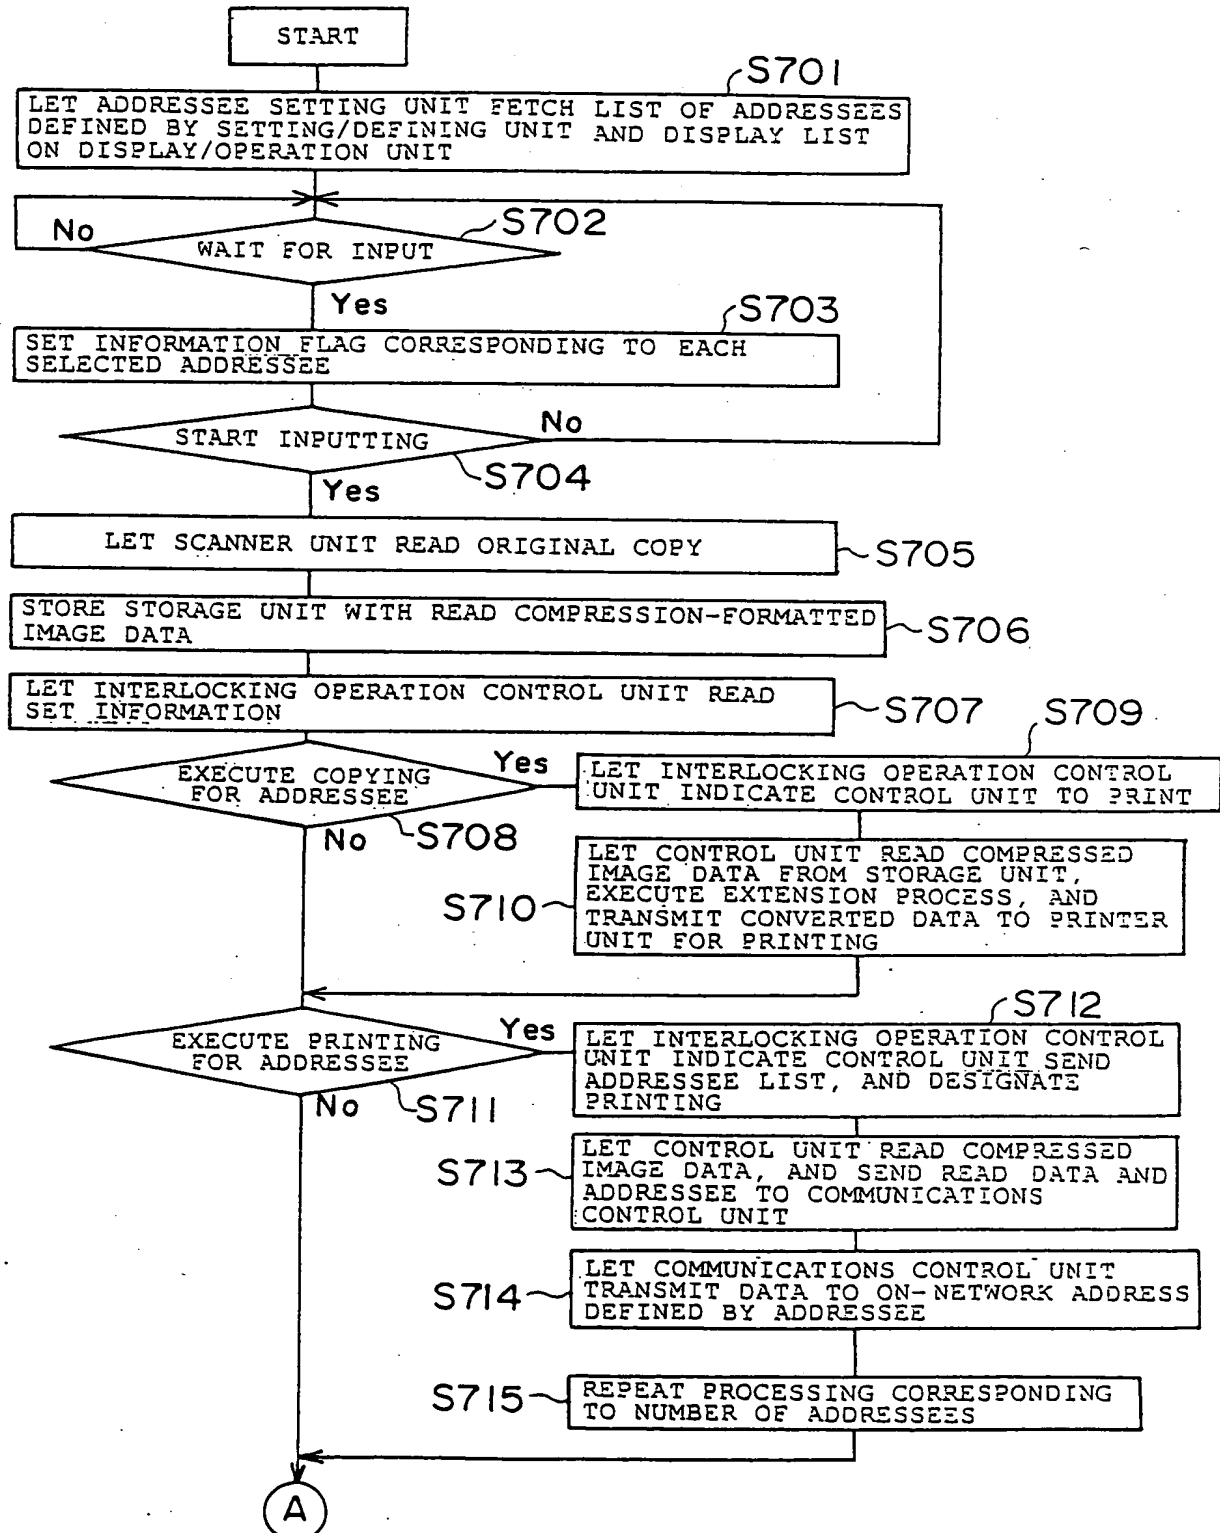 START
S701
LET ADDRESSEE SETTING UNIT FETCH LIST OF ADDRESSEES
DEFINED BY SETTING/DEFINING UNIT AND DISPLAY LIST
ON DISPLAY/OPERATION UNIT
S702
No
WAIT FOR INPUT
Yes
S703
SET INFORMATION FLAG CORRESPONDING TO EACH
SELECTED ADDRESSEE
No
START INPUTTING
S704
Yes
LET SCANNER UNIT READ ORIGINAL COPY
S705
STORE STORAGE UNIT WITH READ COMPRESSION-FORMATTED
IMAGE DATA
S706
LET INTERLOCKING OPERATION CONTROL UNIT READ
SET INFORMATION
S707
S709
EXECUTE COPYING
FOR ADDRESSEE
Yes
LET INTERLOCKING OPERATION CONTROL
UNIT INDICATE CONTROL UNIT TO PRINT
No
S708
S710
LET CONTROL UNIT READ COMPRESSED
IMAGE DATA FROM STORAGE UNIT,
EXECUTE EXTENSION PROCESS, AND
TRANSMIT CONVERTED DATA TO PRINTER
UNIT FOR PRINTING
S712
EXECUTE PRINTING
FOR ADDRESSEE
Yes
LET INTERLOCKING OPERATION CONTROL
UNIT INDICATE CONTROL UNIT SEND
ADDRESSEE LIST, AND DESIGNATE
PRINTING
No
S711
S713
LET CONTROL UNIT READ COMPRESSED
IMAGE DATA, AND SEND READ DATA AND
ADDRESSEE TO COMMUNICATIONS
CONTROL UNIT
S714
LET COMMUNICATIONS CONTROL UNIT
TRANSMIT DATA TO ON-NETWORK ADDRESS
DEFINED BY ADDRESSEE
S715
REPEAT PROCESSING CORRESPONDING
TO NUMBER OF ADDRESSEES
A